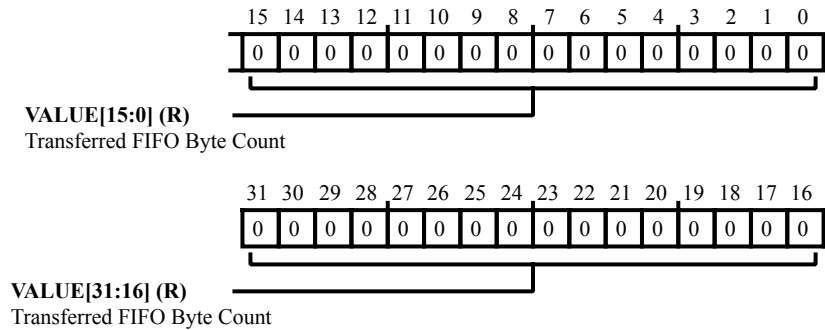 15 14 13 12 11 10 9 8 7 6 5 4 3 2 1 0
0 0 0 0 0 0 0 0 0 0 0 0 0 0 0 0
VALUE[15:0] (R)
Transferred FIFO Byte Count
31 30 29 28 27 26 25 24 23 22 21 20 19 18 17 16
0 0 0 0 0 0 0 0 0 0 0 0 0 0 0 0
VALUE[31:16] (R)
Transferred FIFO Byte Count